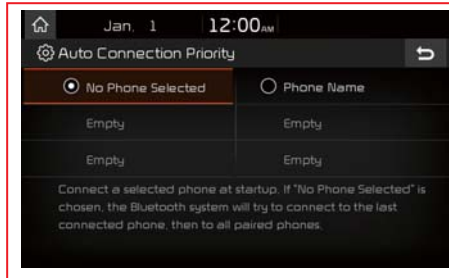 Jan. 1 12:00 AM
Auto Connection Priority
No Phone Selected Phone Name
Empty Empty
Empty Empty
Connect a selected phone at startup. If "No Phone Selected" is
chosen, the Bluetooth system will try to connect to the last
connected phone, then to all paired phones.